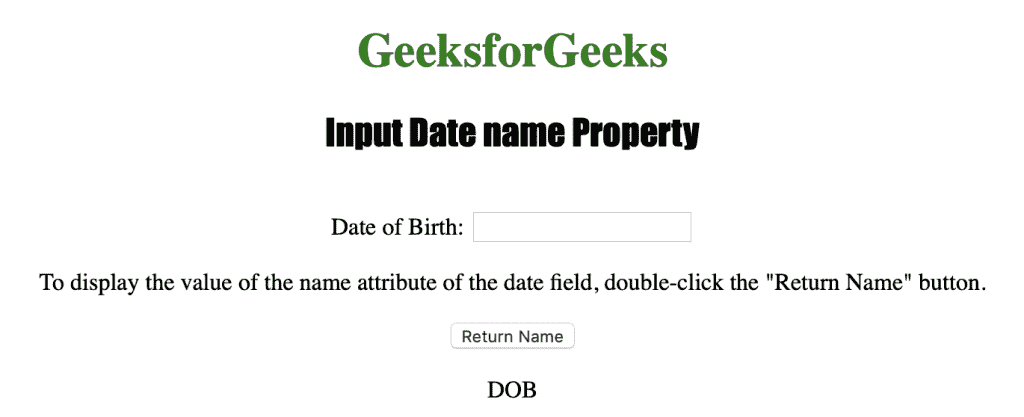 GeeksforGeeks
Input Date name Property
Date of Birth:
To display the value of the name attribute of the date field, double-click the "Return Name" button.
Return Name
DOB